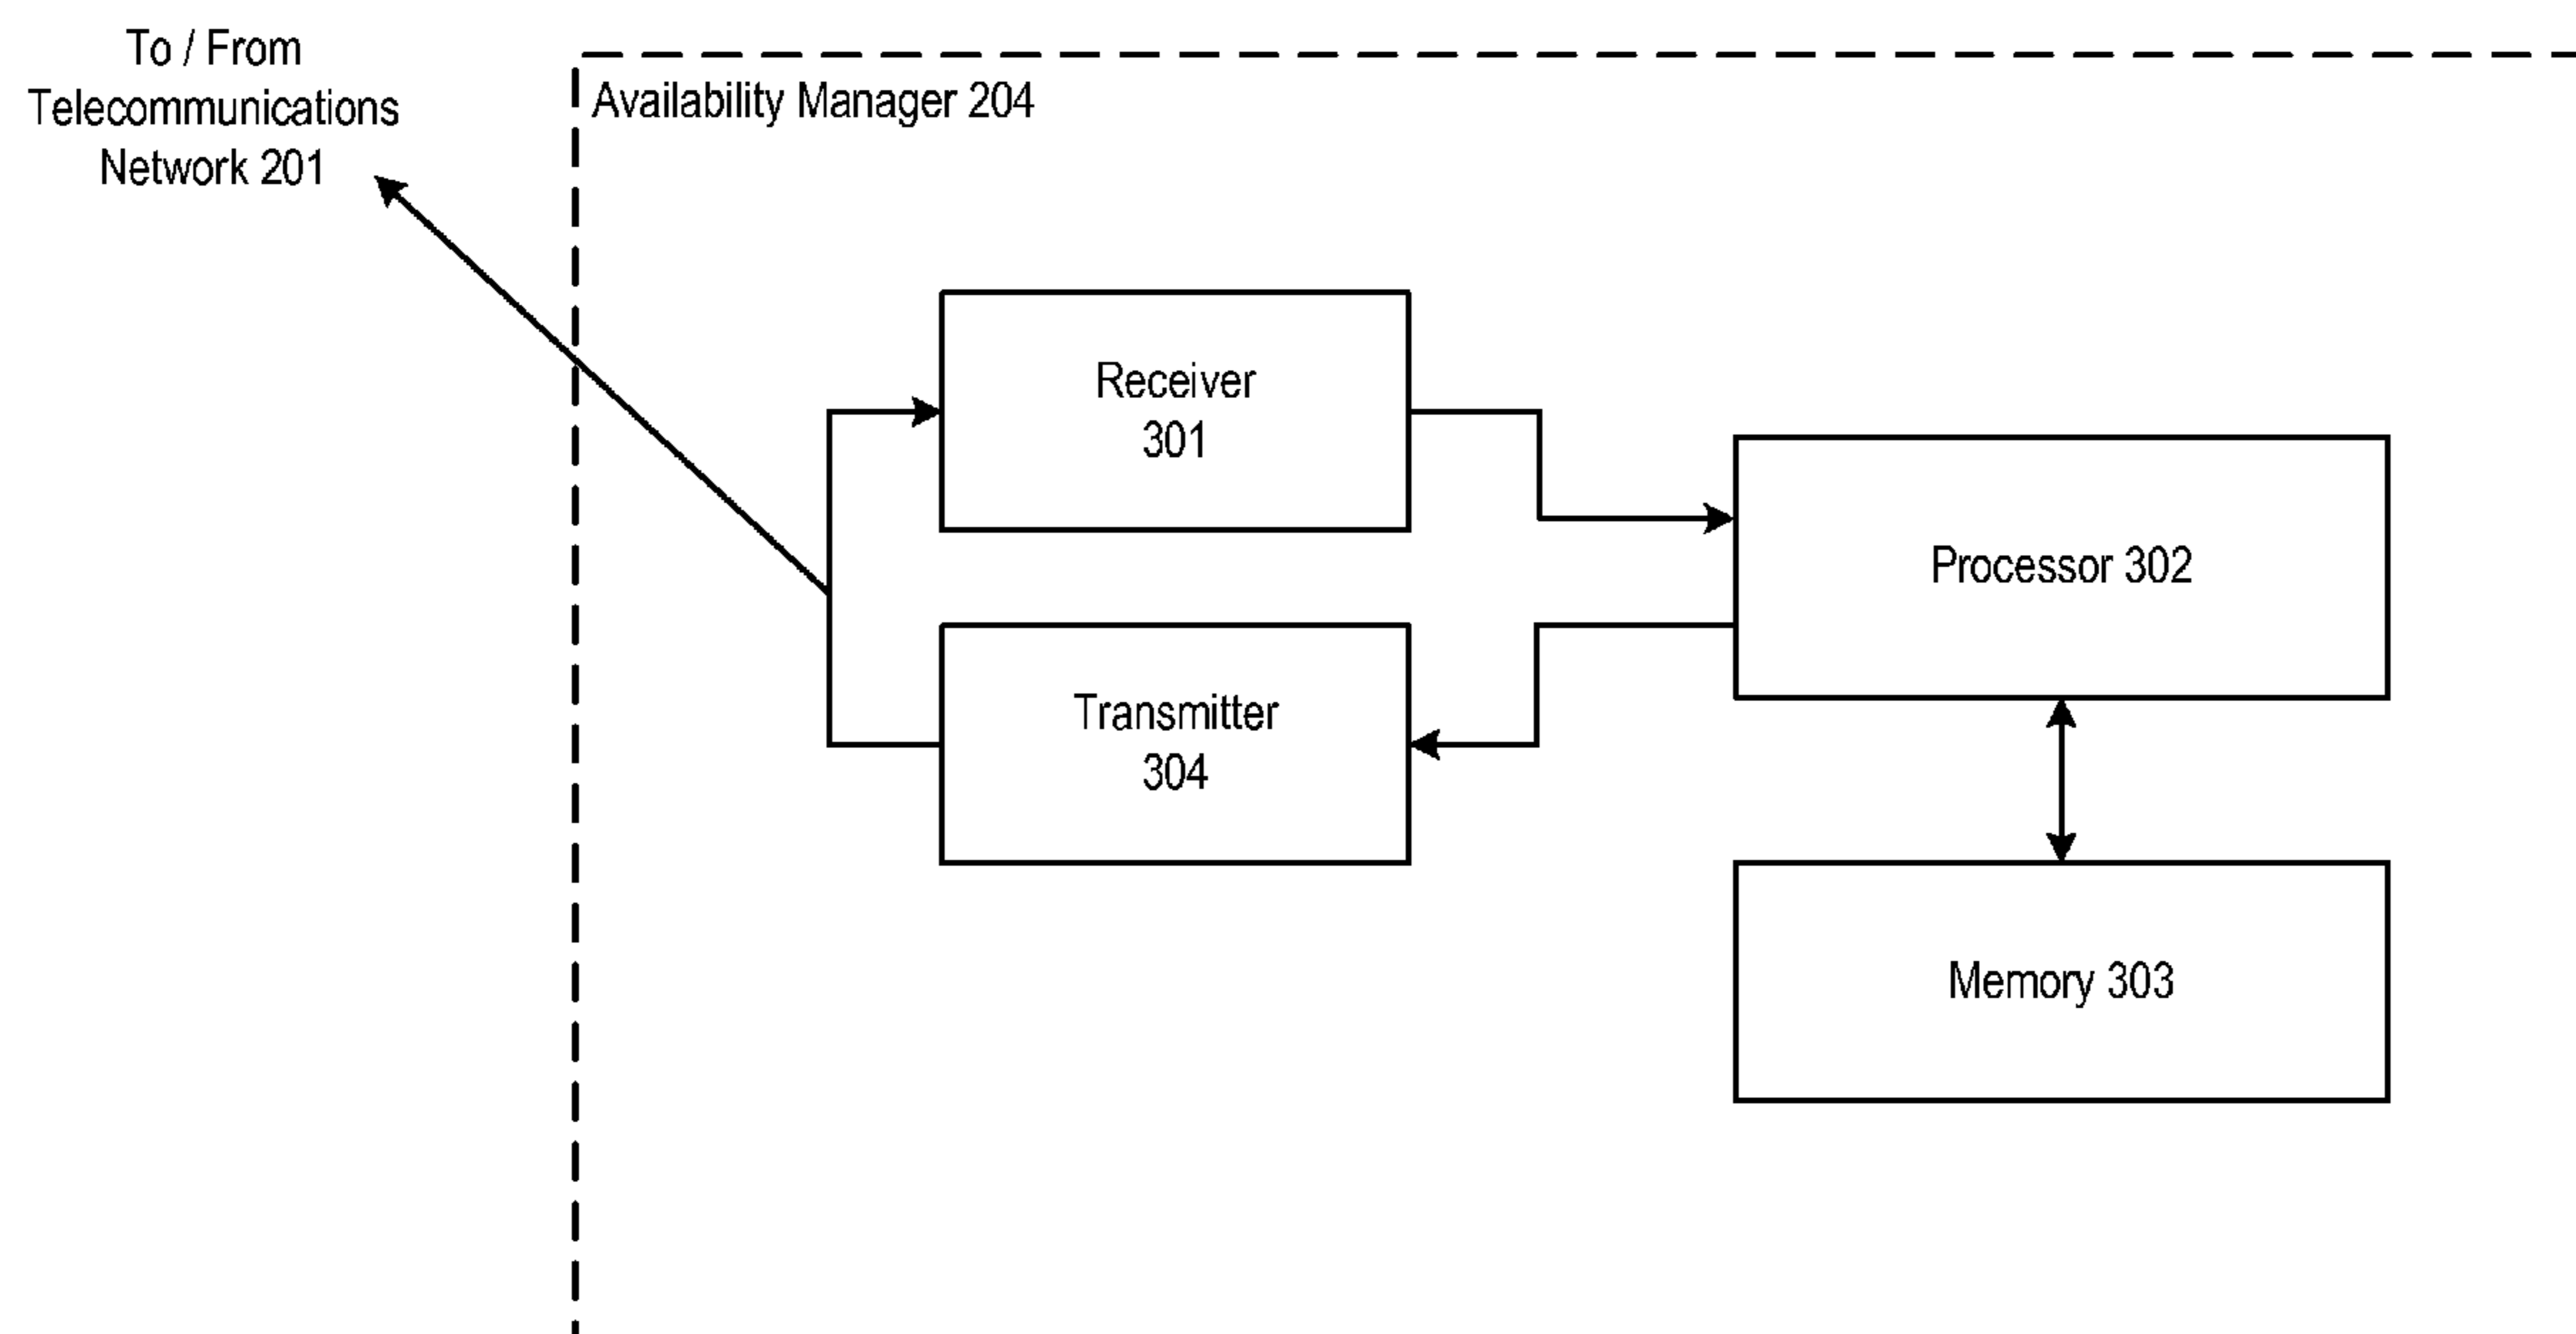 To / From
Telecommunications
Network 201
Availability Manager 204
Receiver
301
Processor 302
Transmitter
304
Memory 303